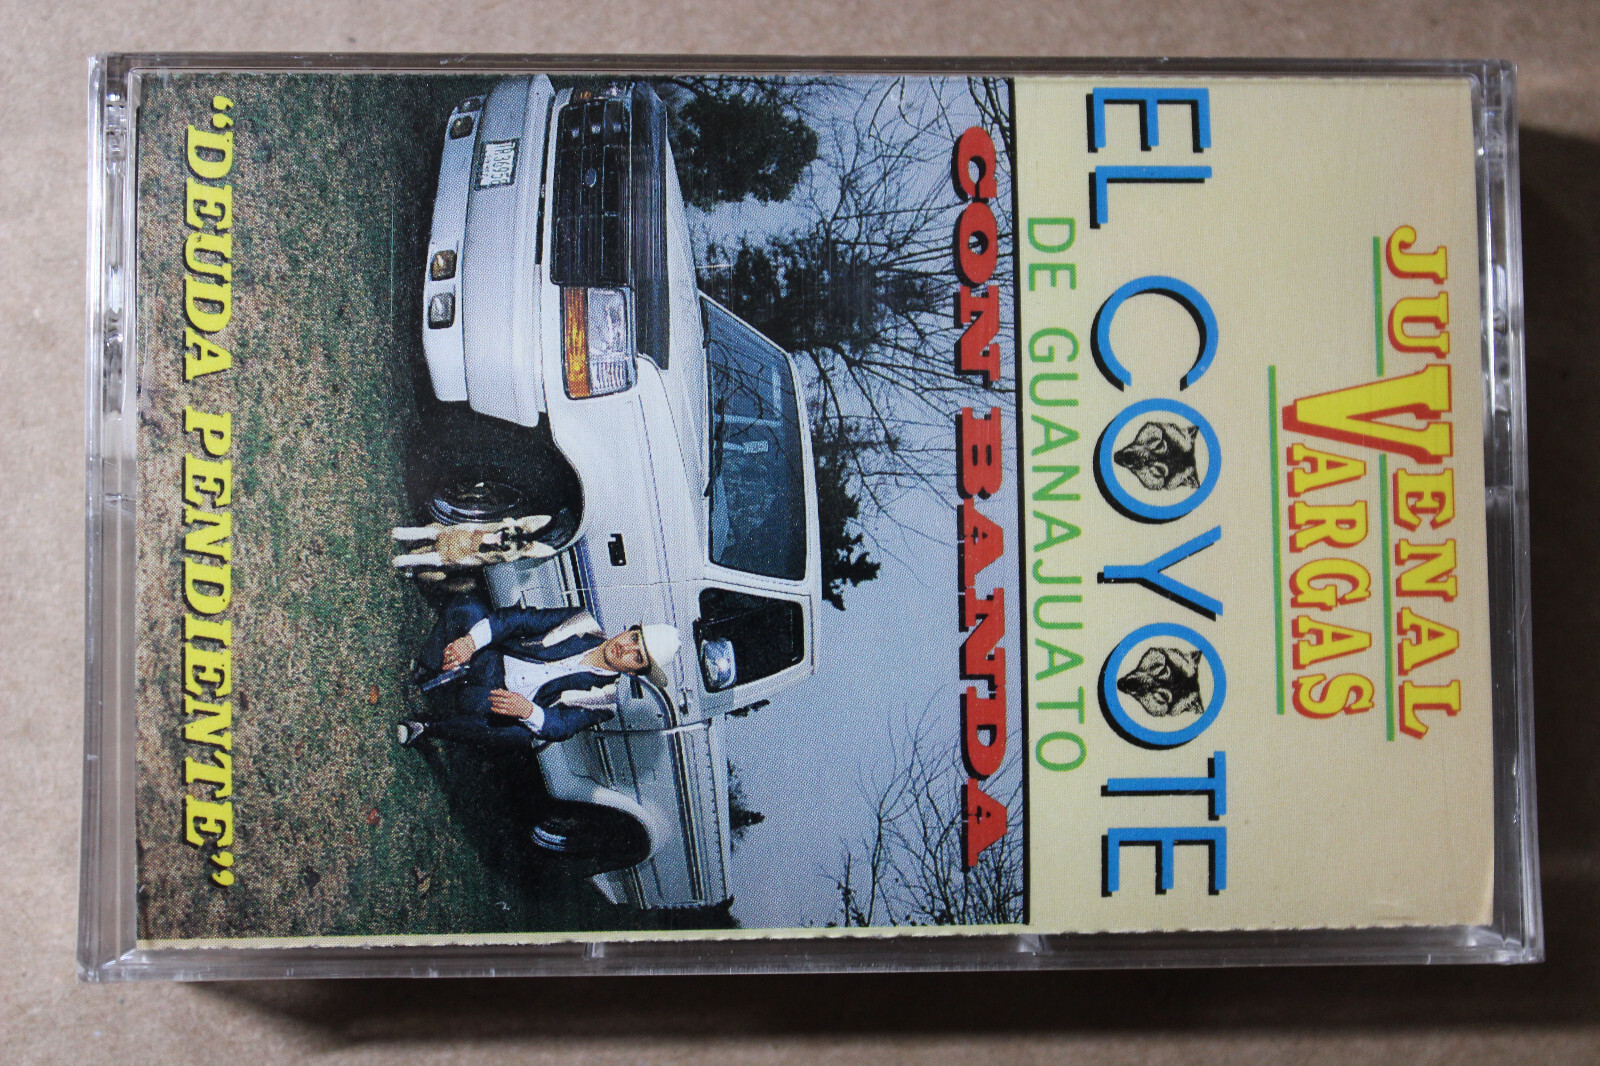 JUVENAL
VARGAS
EL COYOTE
DE GUANAJUATO
CON BANDA
"DEUDA PENDIENTE"